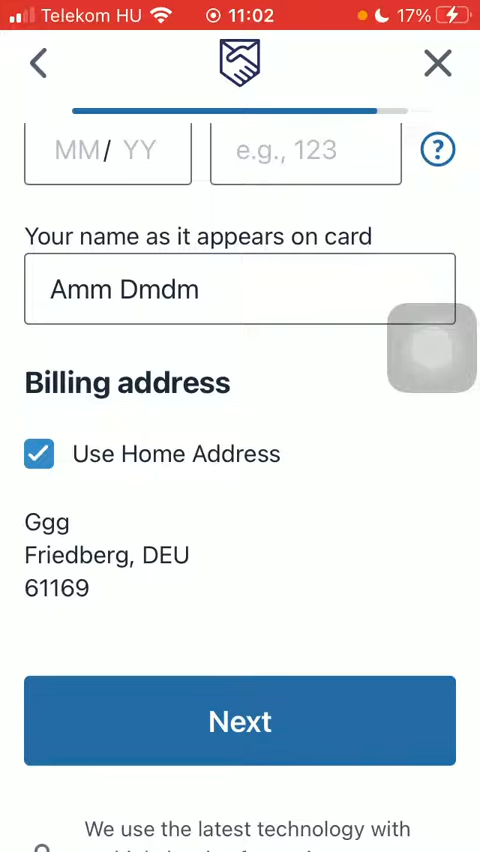 Telekom HU 11:02 17%
MM/ YY e.g., 123 ?
Your name as it appears on card
Amm Dmdm
Billing address
Use Home Address
Ggg
Friedberg, DEU
61169
Next
We use the latest technology with